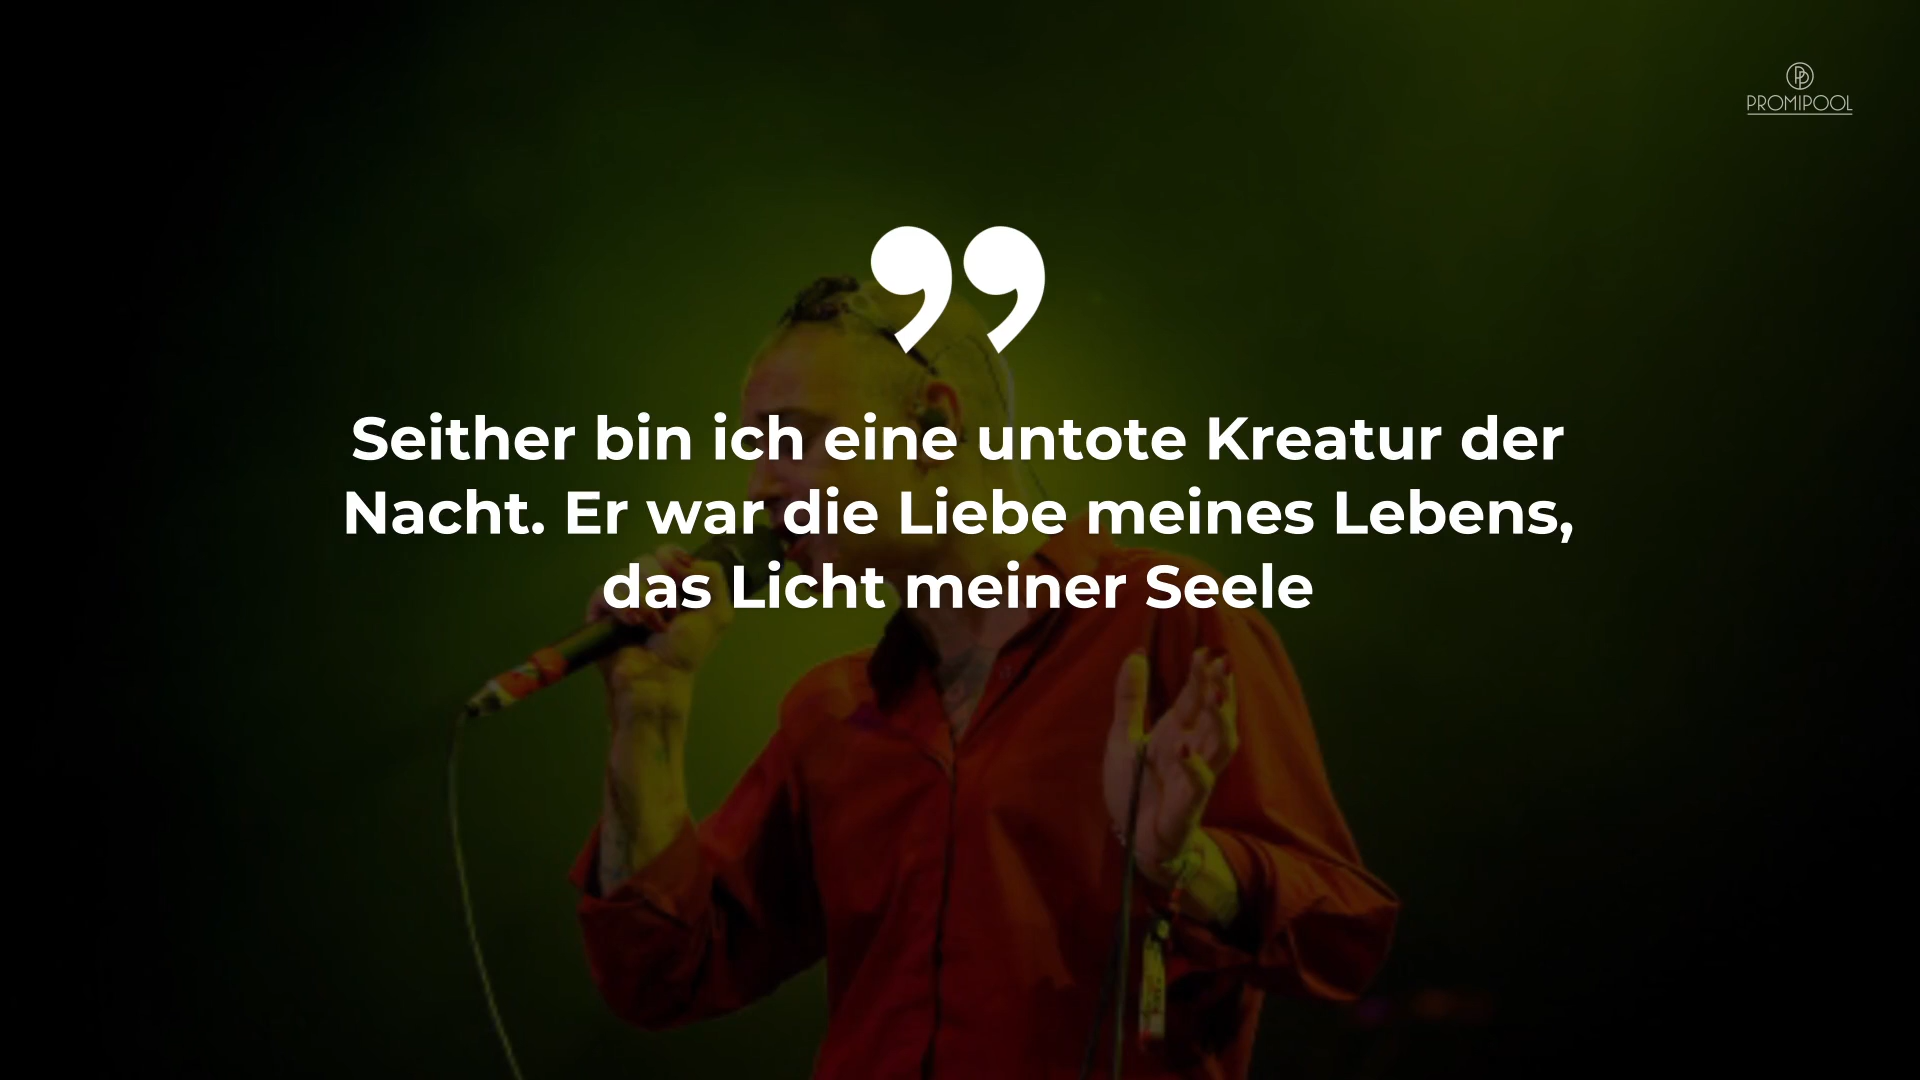 PROMIPOOL
”
Seither bin ich eine untote Kreatur der
Nacht. Er war die Liebe meines Lebens,
das Licht meiner Seele